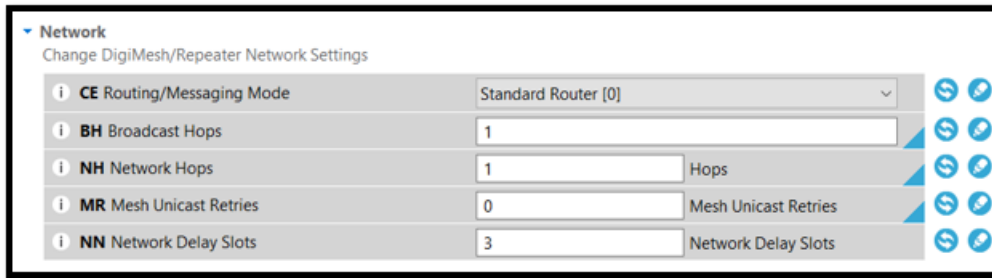 Network
Change DigiMesh/Repeater Network Settings
i CE Routing/Messaging Mode Standard Router [0]
i BH Broadcast Hops 1
i NH Network Hops 1 Hops
i MR Mesh Unicast Retries 0 Mesh Unicast Retries
i NN Network Delay Slots 3 Network Delay Slots